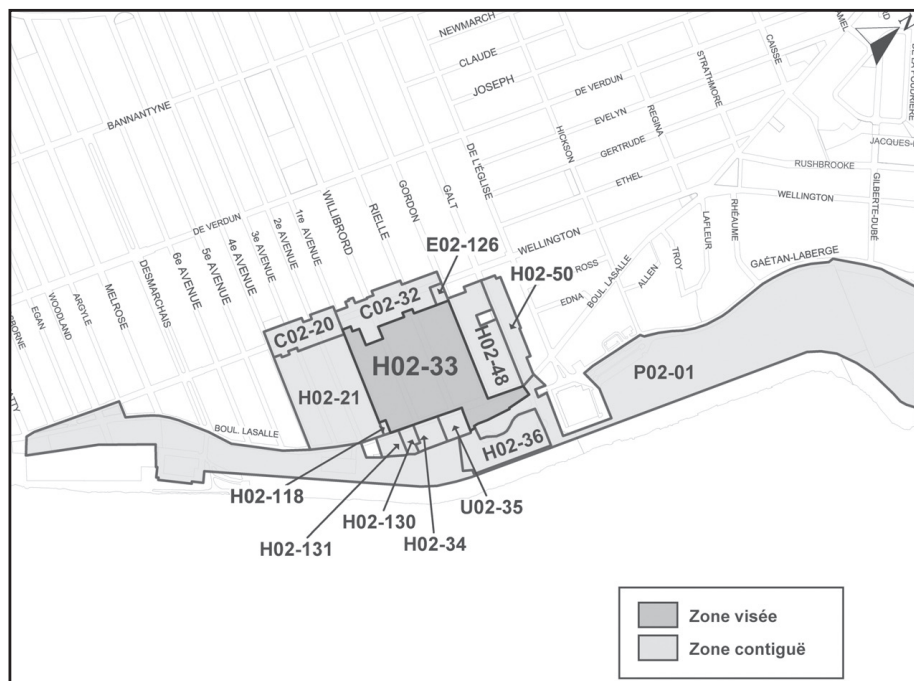 NEWMARCH
CLAUDE
JOSEPH
BANNANTYNE
DE VERDUN
EVELYN
GERTRUDE
ETHEL
HICKSON
REGINA
STRATHMORE
CAISSE
N
DE LA POUDRIÈRE
JACQUES-
RUSHBROOKE
WELLINGTON
GILBERTE-DUBÉ
RHÉAUME
LAFLEUR
TROY
ALLEN
BOUL. LASALLE
ROSS
EDNA
GAÉTAN-LABERGE
WELLINGTON
DE L'ÉGLISE
GALT
GORDON
RIELLE
WILLIBRORD
1re AVENUE
2e AVENUE
3e AVENUE
4e AVENUE
5e AVENUE
6e AVENUE
DE VERDUN
DESMARCHAIS
MELROSE
ARGYLE
WOODLAND
EGAN
BOUL. LASALLE
E02-126
H02-50
C02-32
C02-20
H02-48
H02-33
H02-21
P02-01
H02-36
H02-118
U02-35
H02-130
H02-131
H02-34
Zone visée
Zone contiguë